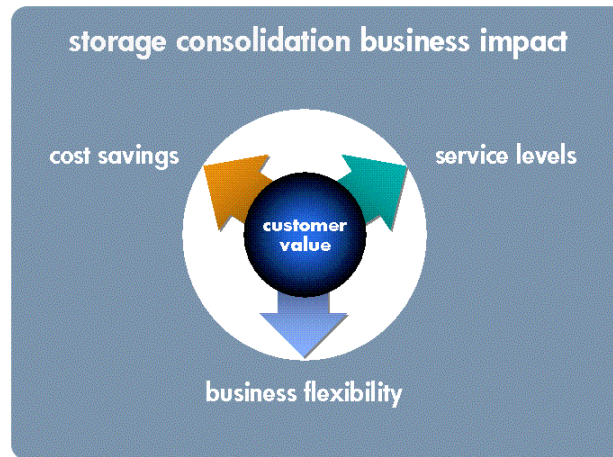 storage consolidation business impact
cost savings
service levels
customer
value
business flexibility